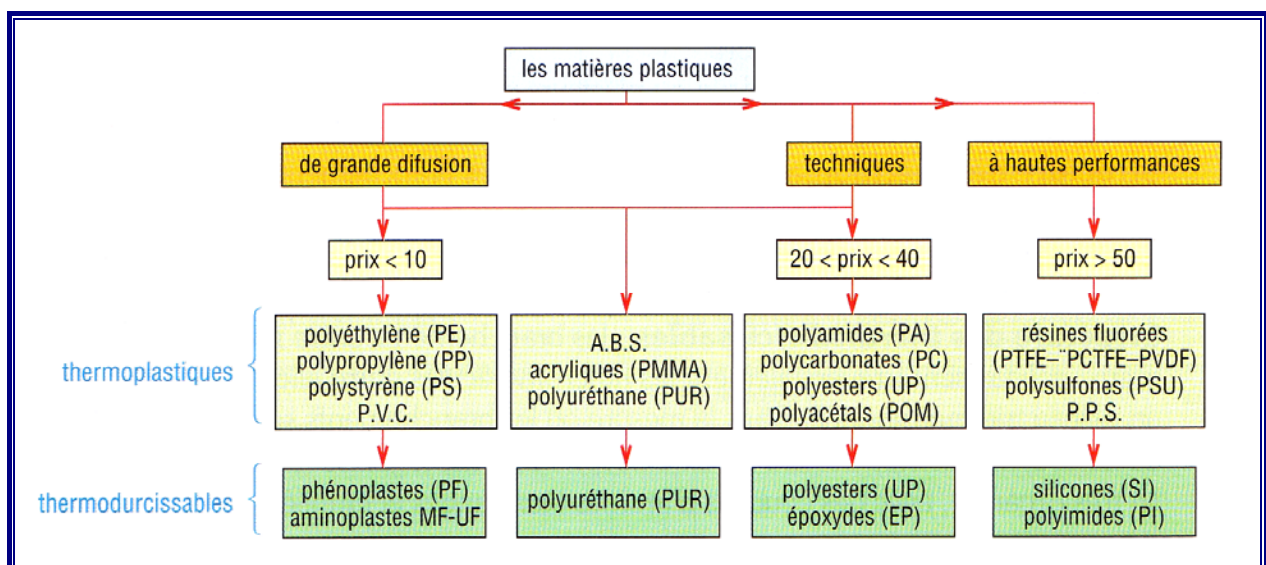 les matières plastiques
de grande difusion
techniques
à hautes performances
prix < 10
20 < prix < 40
prix > 50
thermoplastiques
polyéthylène (PE)
polypropylène (PP)
polystyrène (PS)
P.V.C.
A.B.S.
acryliques (PMMA)
polyuréthane (PUR)
polyamides (PA)
polycarbonates (PC)
polyesters (UP)
polyacétals (POM)
résines fluorées
(PTFE–¨PCTFE–PVDF)
polysulfones (PSU)
P.P.S.
thermodurcissables
phénoplastes (PF)
aminoplastes MF-UF
polyuréthane (PUR)
polyesters (UP)
époxydes (EP)
silicones (SI)
polyimides (PI)